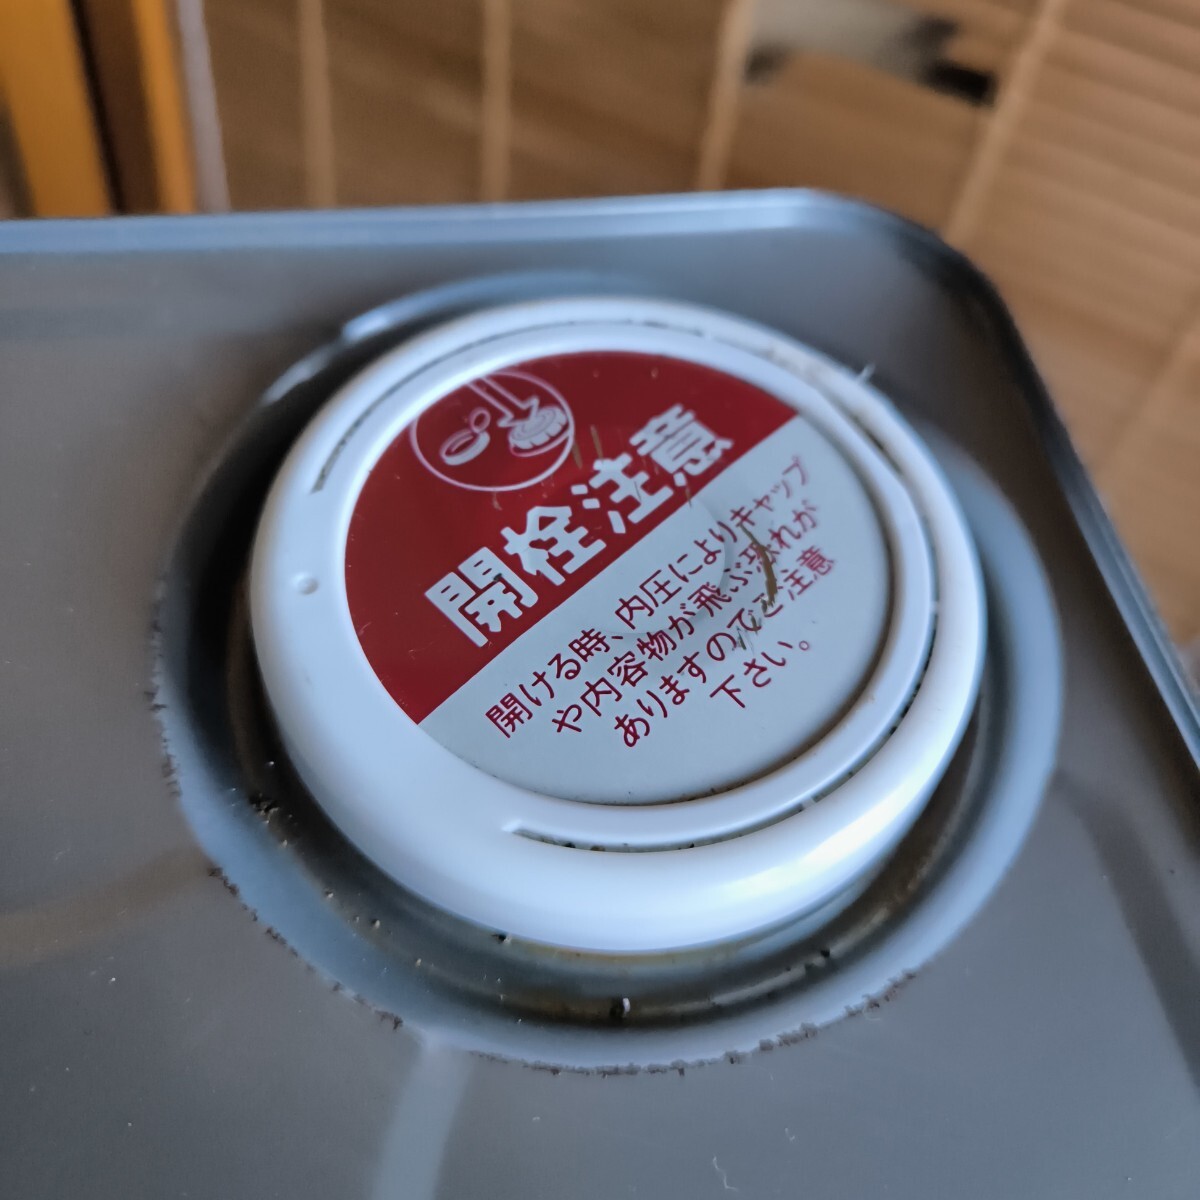 開栓注意
開ける時、内圧によりキャップ
や内容物が飛ぶ恐れが
ありますのでご注意
下さい。